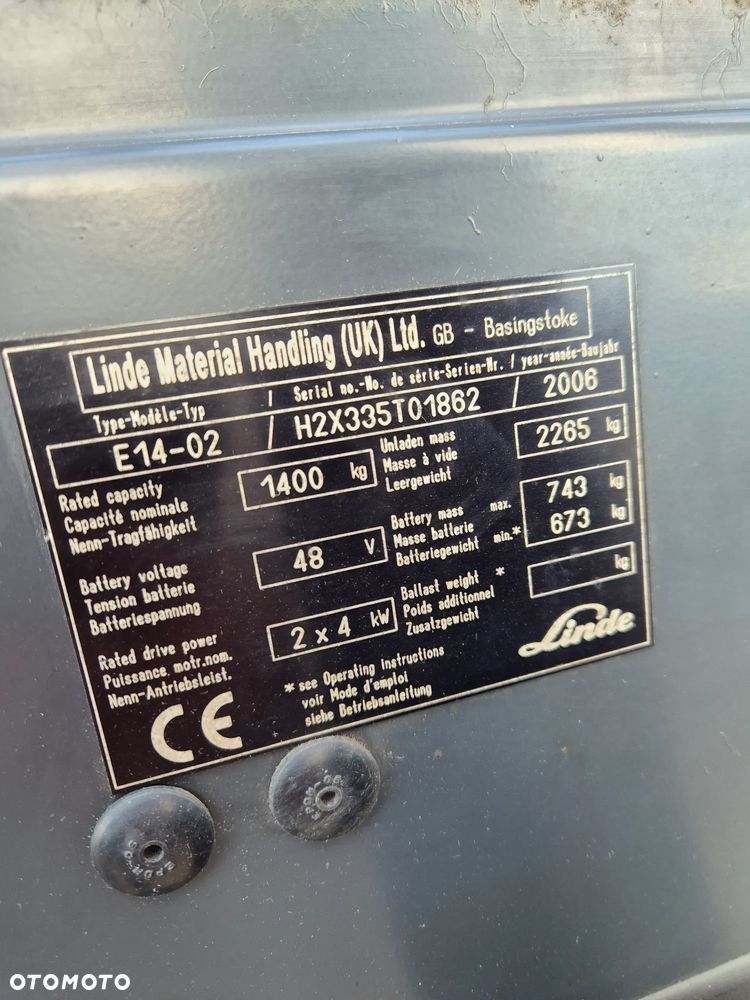 Linde Material Handling (UK) Ltd. GB - Basingstoke
Type-Modèle-Typ / Serial no.-No. de série-Serien-Nr. / year-année-Baujahr
E14-02 / H2X335T01862 / 2006
Rated capacity
Capacité nominale
Nenn-Tragfähigkeit
1400 kg
Unladen mass
Masse à vide
Leergewicht
2265 kg
Battery voltage
Tension batterie
Batteriespannung
48 V
Battery mass max.
Masse batterie
Batteriegewicht min.*
743 kg
673 kg
Rated drive power
Puissance motr.nom.
Nenn-Antriebsleist.
2 x 4 kW
Ballast weight *
Poids additionnel
Zusatzgewicht
kg
CE
* see Operating Instructions
voir Mode d'emploi
siehe Betriebsanleitung
Linde
OTOMOTO